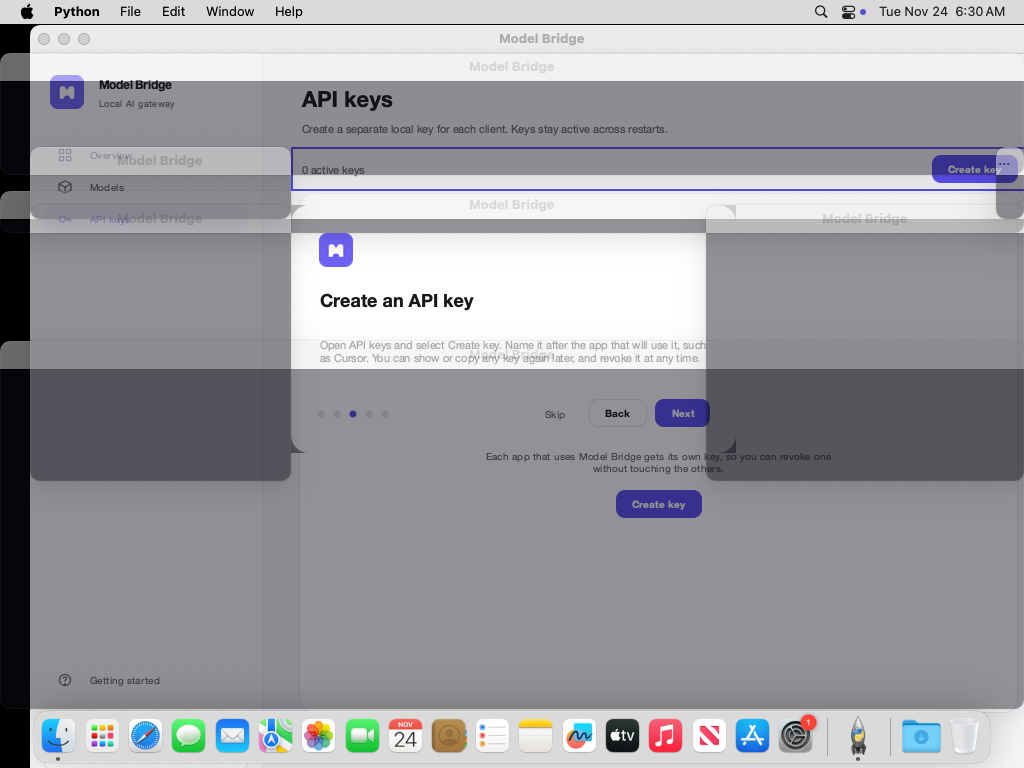 Python File Edit Window Help Tue Nov 24 6:30 AM
Model Bridge
Model Bridge
Model Bridge
Local AI gateway
API keys
Create a separate local key for each client. Keys stay active across restarts.
Overview
Model Bridge
0 active keys
Create key
...
Models
Model Bridge
API keys
Model Bridge
Model Bridge
Create an API key
Open API keys and select Create key. Name it after the app that will use it, such
as Cursor. You can show or copy any key again later, and revoke it at any time.
Model Bridge
Skip
Back
Next
Each app that uses Model Bridge gets its own key, so you can revoke one
without touching the others.
Create key
Getting started
NOV
24
tv
1